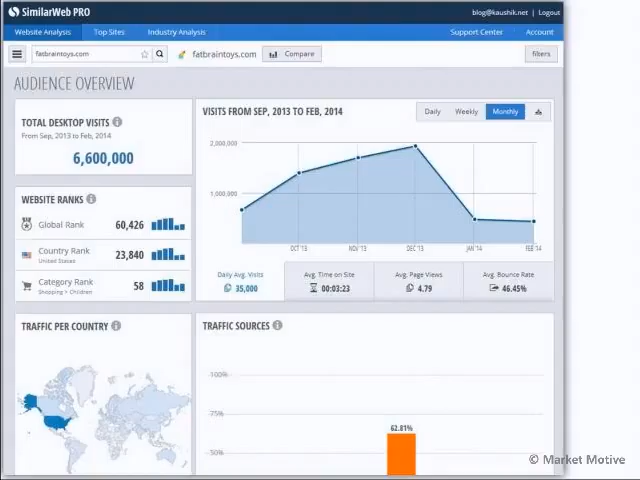 SimilarWeb PRO
blog@kaushik.net | Logout
Website Analysis Top Sites Industry Analysis Support Center Account
fatbraintoys.com fatbraintoys.com Compare filters
AUDIENCE OVERVIEW
TOTAL DESKTOP VISITS
From Sep, 2013 to Feb, 2014
6,600,000
WEBSITE RANKS
Global Rank 60,426
Country Rank 23,840
United States
Category Rank 58
Shopping > Children
VISITS FROM SEP, 2013 TO FEB, 2014
Daily Weekly Monthly
2,000,000
1,000,000
OCT '13 NOV '13 DEC '13 JAN '14 FEB '14
Daily Avg. Visits Avg. Time on Site Avg. Page Views Avg. Bounce Rate
35,000 00:03:23 4.79 46.45%
TRAFFIC PER COUNTRY
TRAFFIC SOURCES
100%
75%
62.81%
50%
© Market Motive